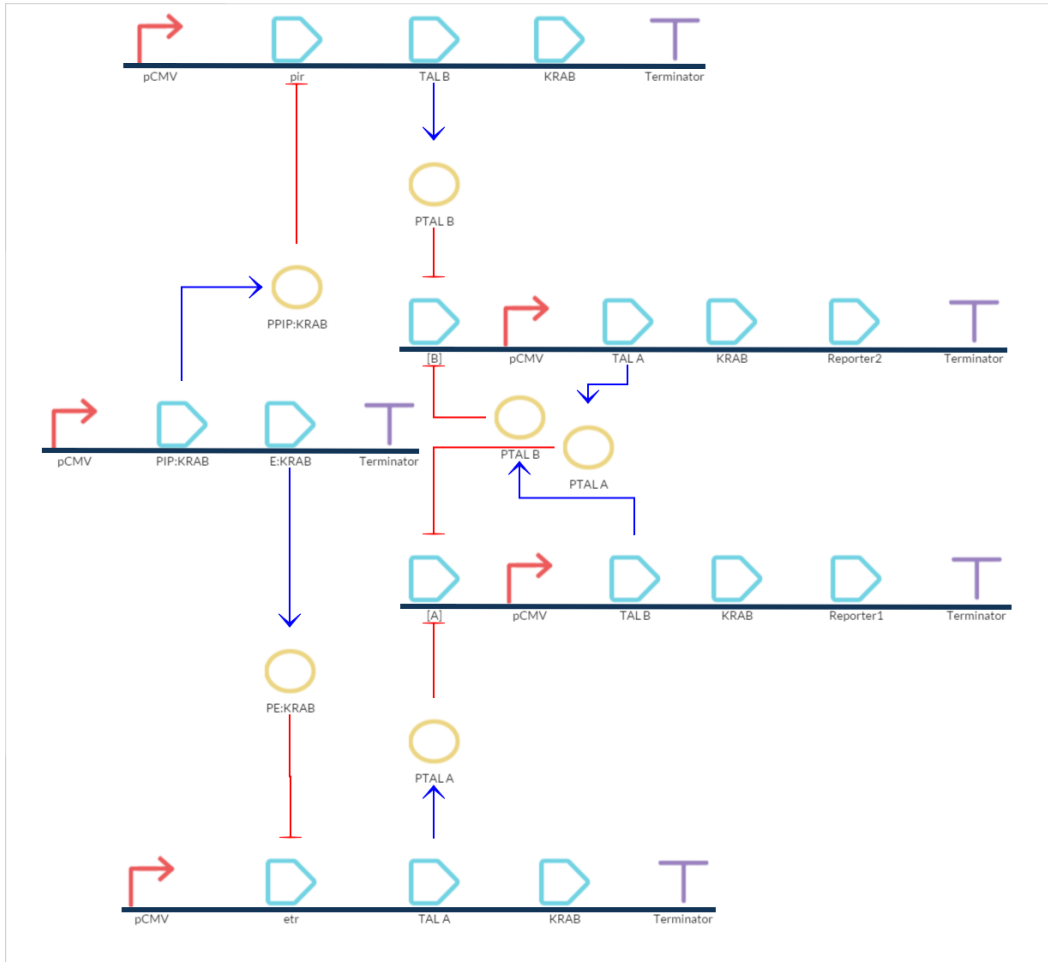 pCMV pir TAL B KRAB Terminator
PTAL B
PPIP:KRAB
[B] pCMV TAL A KRAB Reporter2 Terminator
PTAL B
pCMV PIP:KRAB E:KRAB Terminator
PTAL A
[A] pCMV TAL B KRAB Reporter1 Terminator
PE:KRAB
PTAL A
pCMV etr TAL A KRAB Terminator